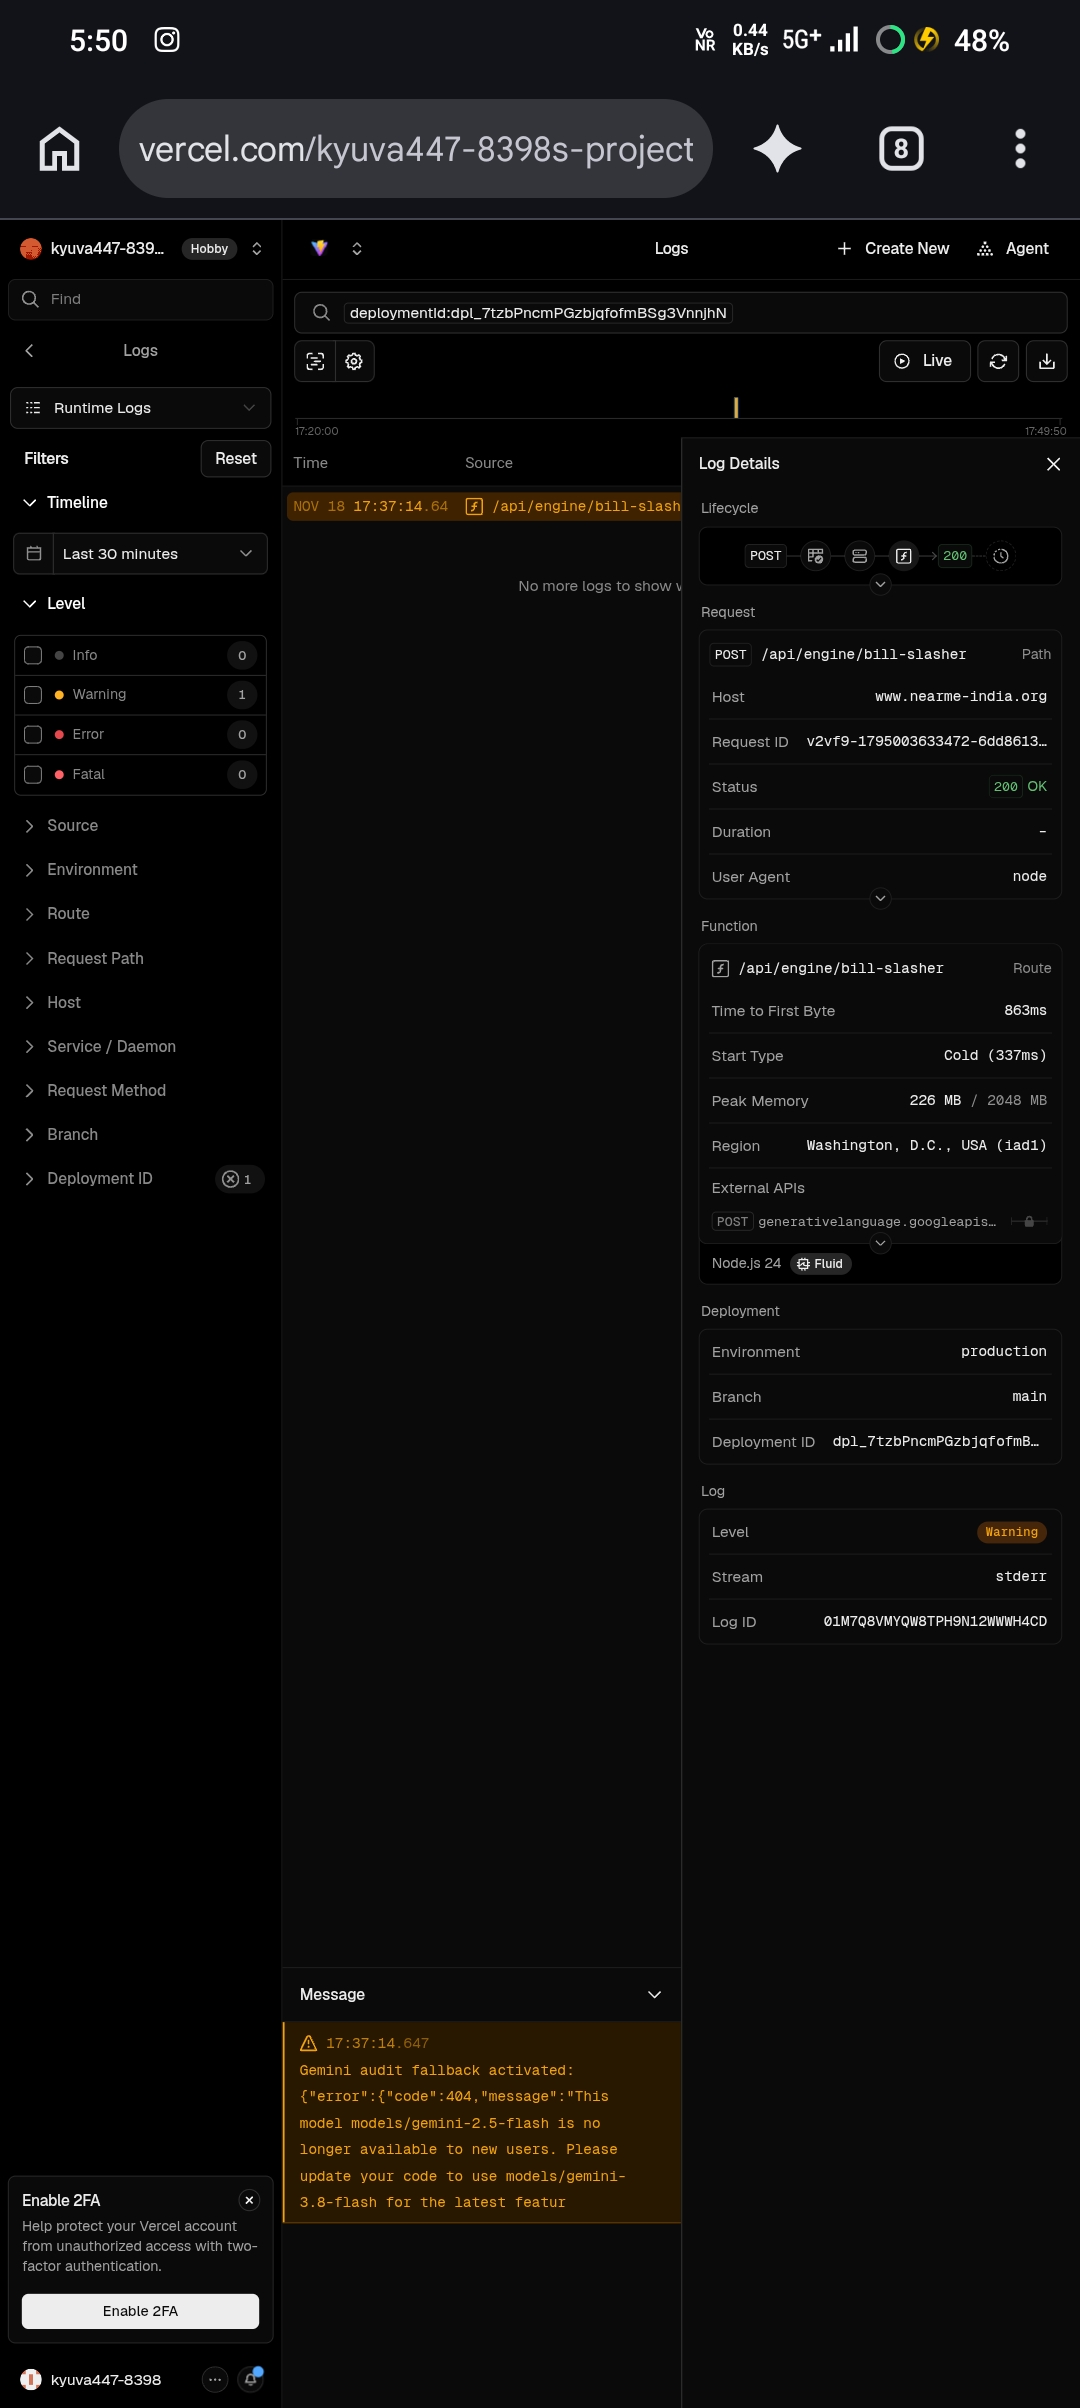 5:50
Vo
NR
0.44
KB/s
5G+
48%
vercel.com/kyuva447-8398s-project
8
kyuva447-839...
Hobby
Logs
Create New
Agent
Find
deploymentId:dpl_7tzbPncmPGzbjqfofmBSg3VnnjhN
Logs
Live
Runtime Logs
17:20:00
17:49:50
Filters
Reset
Time
Source
Log Details
Timeline
NOV 18 17:37:14.64
/api/engine/bill-slash
Lifecycle
Last 30 minutes
POST
200
No more logs to show w
Level
Request
Info
0
POST /api/engine/bill-slasher
Path
Warning
1
Host
www.nearme-india.org
Error
0
Request ID
v2vf9-1795003633472-6dd8613…
Fatal
0
Status
200 OK
Source
Duration
-
Environment
User Agent
node
Route
Function
Request Path
/api/engine/bill-slasher
Route
Host
Time to First Byte
863ms
Service / Daemon
Start Type
Cold (337ms)
Request Method
Peak Memory
226 MB / 2048 MB
Branch
Region
Washington, D.C., USA (iad1)
Deployment ID
1
External APIs
POST generativelanguage.googleapis…
Node.js 24
Fluid
Deployment
Environment
production
Branch
main
Deployment ID
dpl_7tzbPncmPGzbjqfofmB…
Log
Level
Warning
Stream
stderr
Log ID
01M7Q8VMYQW8TPH9N12WWWH4CD
Message
17:37:14.647
Gemini audit fallback activated:
{"error":{"code":404,"message":"This
model models/gemini-2.5-flash is no
longer available to new users. Please
update your code to use models/gemini-
3.8-flash for the latest featur
Enable 2FA
Help protect your Vercel account
from unauthorized access with two-
factor authentication.
Enable 2FA
kyuva447-8398